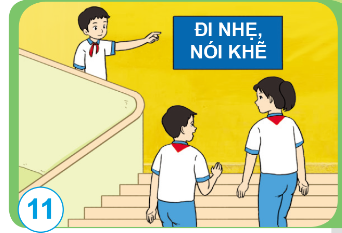 ĐI NHẸ,
NÓI KHẼ
11